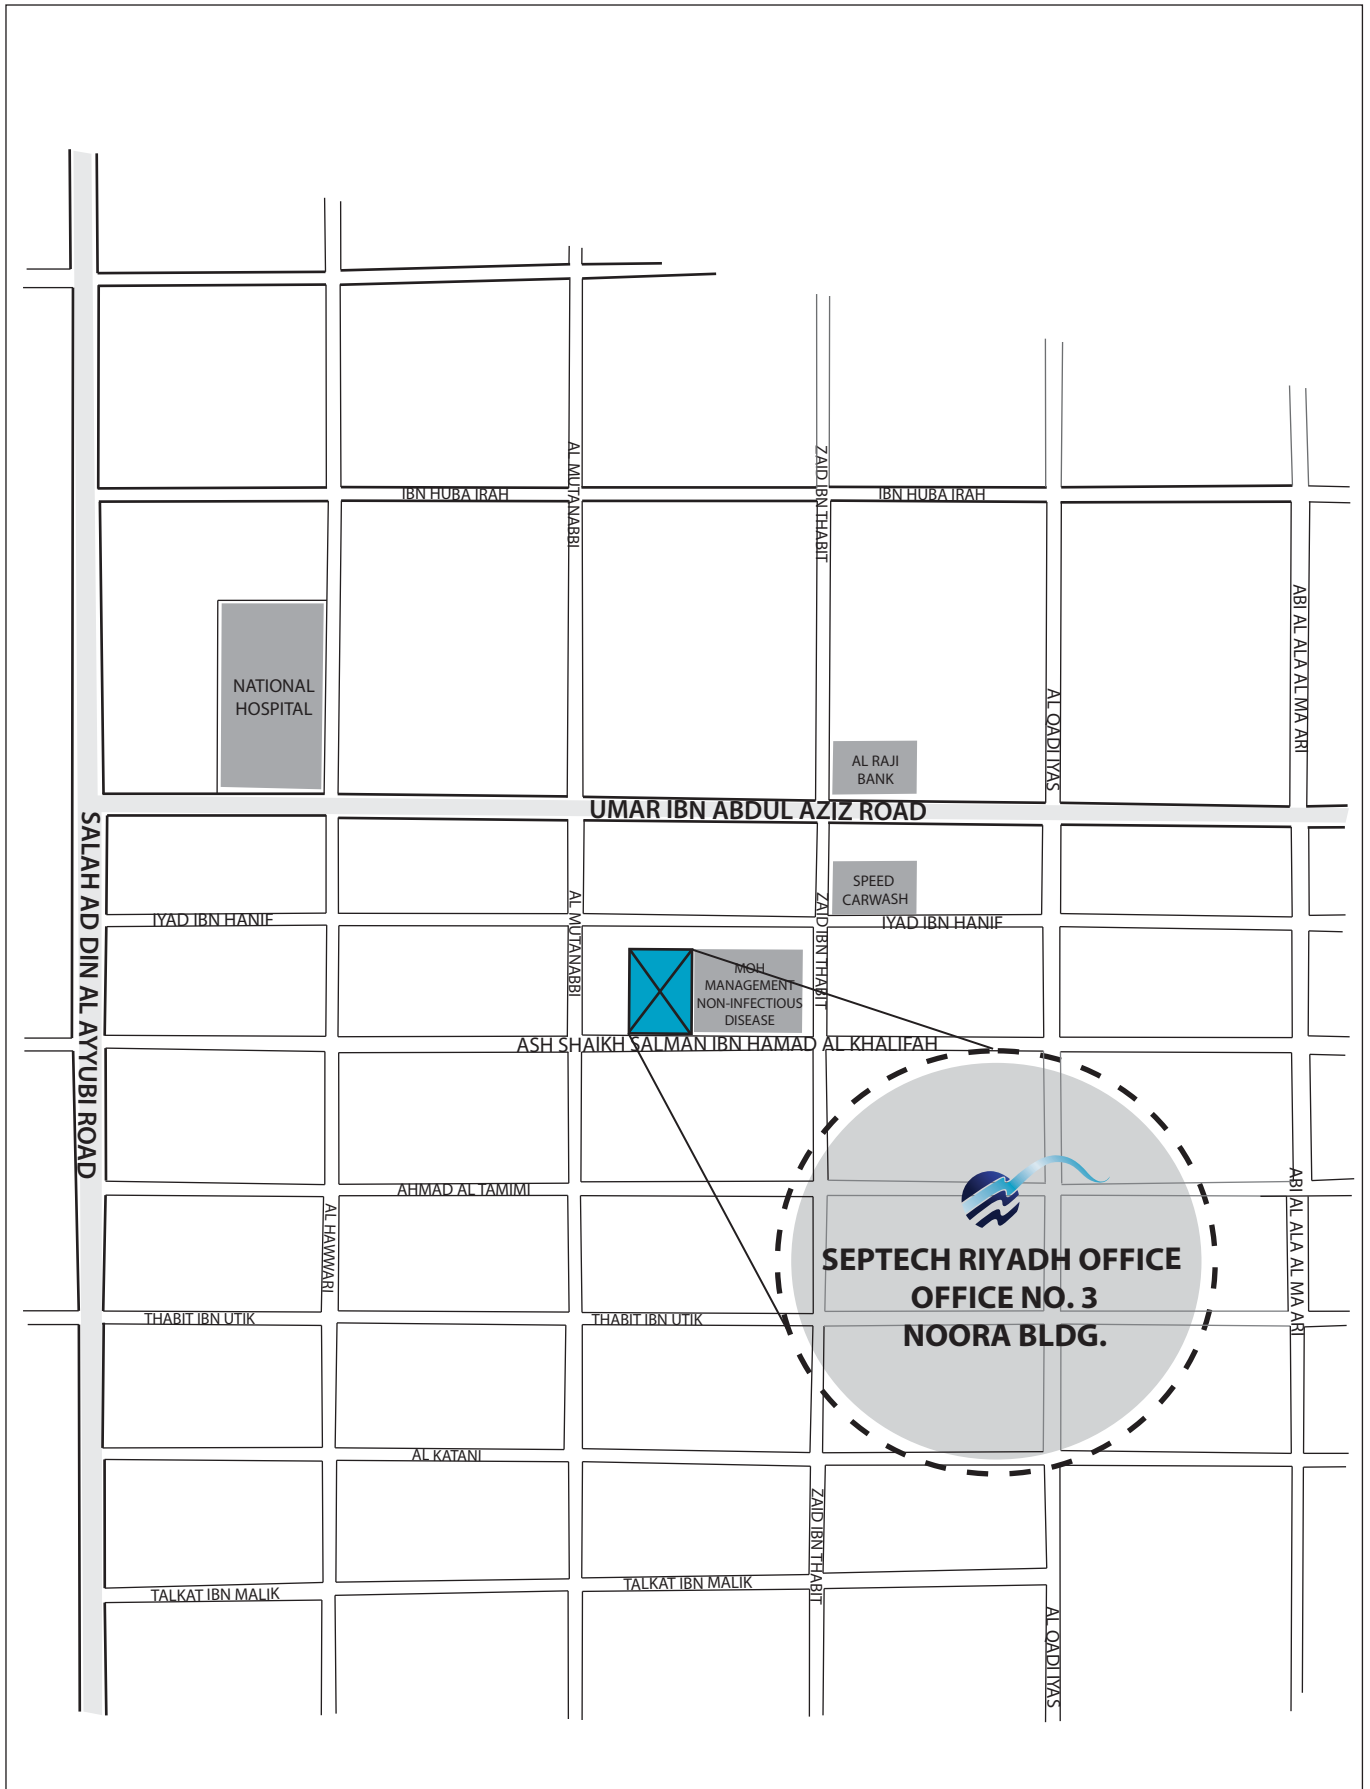 AL MUTANABBI
ZAID IBN THABIT
IBN HUBA IRAH
IBN HUBA IRAH
ABI AL ALA AL MA ARI
NATIONAL
HOSPITAL
AL QADI IYAS
AL RAJI
BANK
UMAR IBN ABDUL AZIZ ROAD
SALAH AD DIN AL AYYUBI ROAD
SPEED
CARWASH
AL MUTANABBI
ZAID IBN THABIT
IYAD IBN HANIF
IYAD IBN HANIF
MOH
MANAGEMENT
NON-INFECTIOUS
DISEASE
ASH SHAIKH SALMAN IBN HAMAD AL KHALIFAH
AHMAD AL TAMIMI
ABI AL ALA AL MA ARI
AL HAWWARI
SEPTECH RIYADH OFFICE
OFFICE NO. 3
NOORA BLDG.
THABIT IBN UTIK
THABIT IBN UTIK
AL KATANI
ZAID IBN THABIT
TALKAT IBN MALIK
TALKAT IBN MALIK
AL QADI IYAS